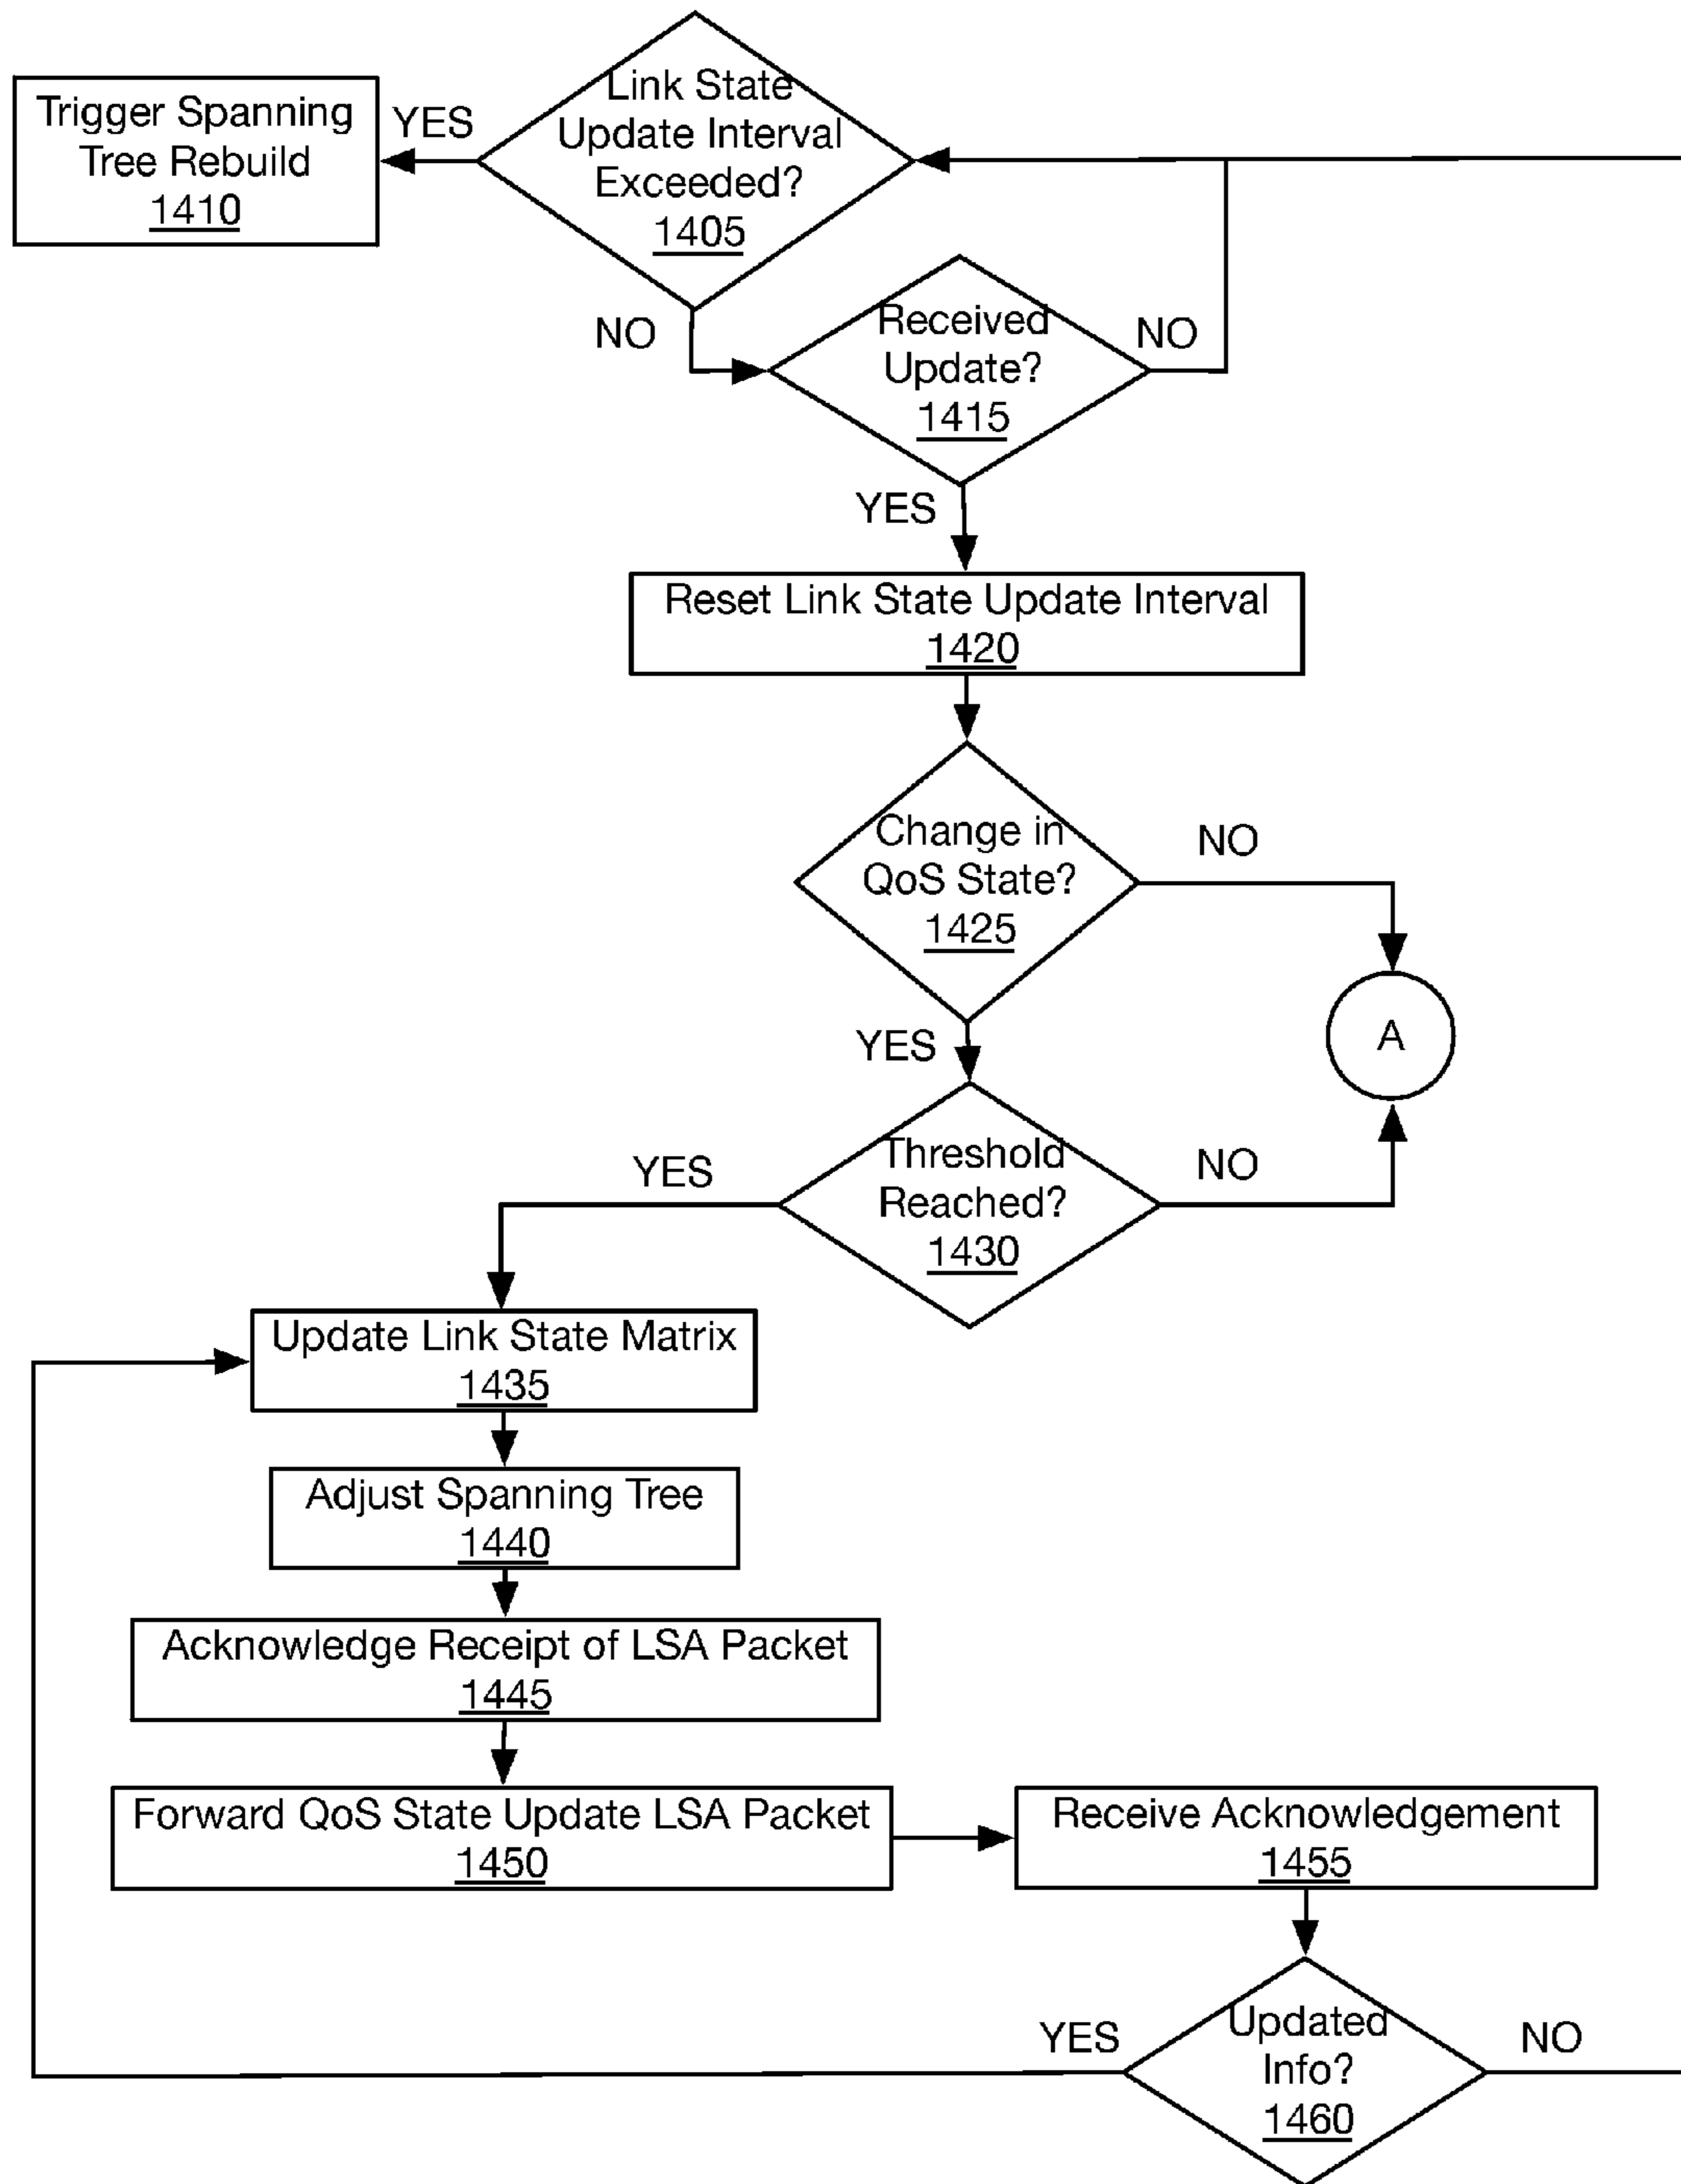 Link State
Update Interval
Exceeded?
1405
Trigger Spanning
Tree Rebuild
1410
YES
NO
Received
Update?
1415
NO
YES
Reset Link State Update Interval
1420
Change in
QoS State?
1425
NO
A
YES
Threshold
Reached?
1430
NO
YES
Update Link State Matrix
1435
Adjust Spanning Tree
1440
Acknowledge Receipt of LSA Packet
1445
Forward QoS State Update LSA Packet
1450
Receive Acknowledgement
1455
Updated
Info?
1460
YES
NO